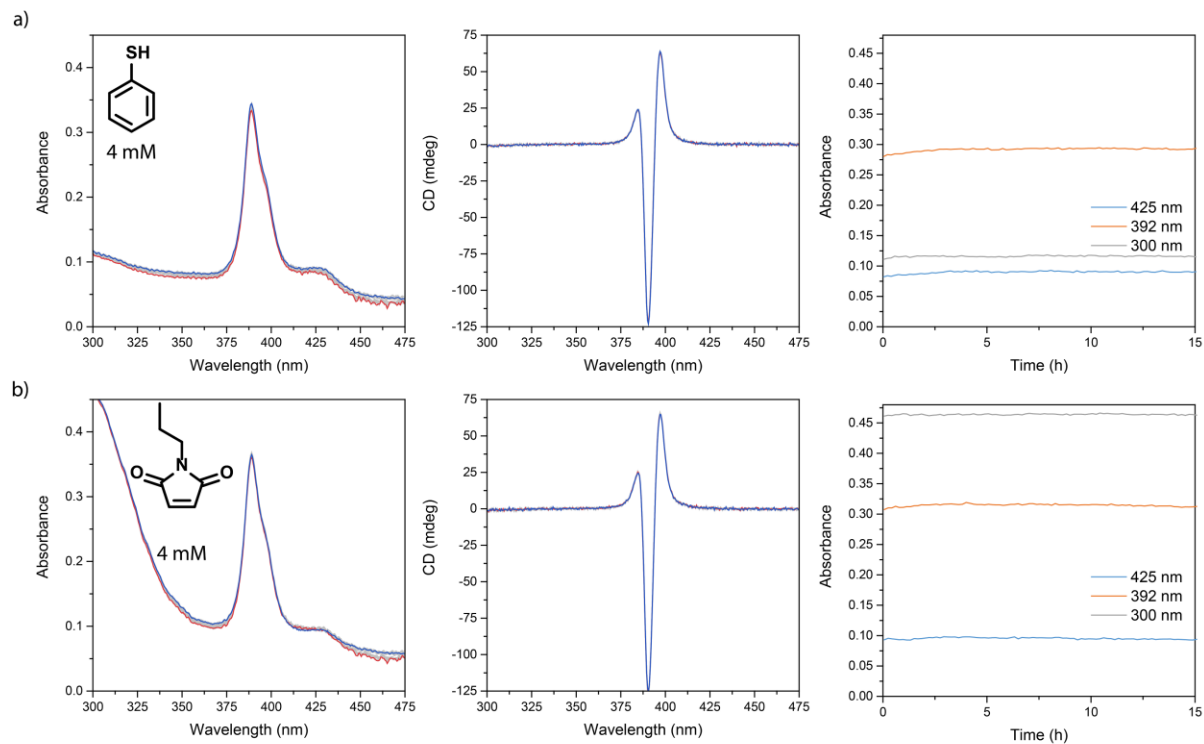 a)
SH
4 mM
Absorbance
0.4
0.3
0.2
0.1
0.0
300 325 350 375 400 425 450 475
Wavelength (nm)
CD (mdeg)
75
50
25
0
-25
-50
-75
-100
-125
300 325 350 375 400 425 450 475
Wavelength (nm)
Absorbance
0.45
0.40
0.35
0.30
0.25
0.20
0.15
0.10
0.05
0.00
425 nm
392 nm
300 nm
0 5 10 15
Time (h)
b)
N
O O
4 mM
Absorbance
0.4
0.3
0.2
0.1
0.0
300 325 350 375 400 425 450 475
Wavelength (nm)
CD (mdeg)
75
50
25
0
-25
-50
-75
-100
-125
300 325 350 375 400 425 450 475
Wavelength (nm)
Absorbance
0.45
0.40
0.35
0.30
0.25
0.20
0.15
0.10
0.05
0.00
425 nm
392 nm
300 nm
0 5 10 15
Time (h)